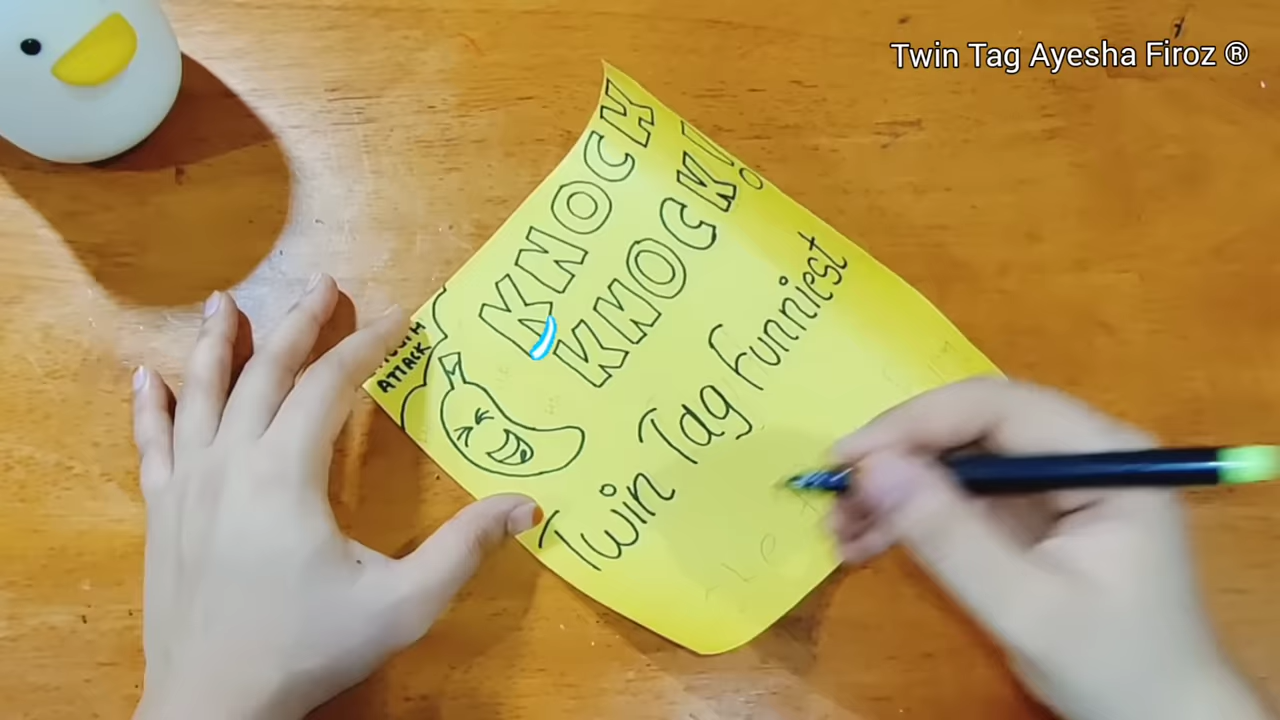 Twin Tag Ayesha Firoz ®
KNOCK
KNOCK!
ATTACK
Twin Tag Funniest